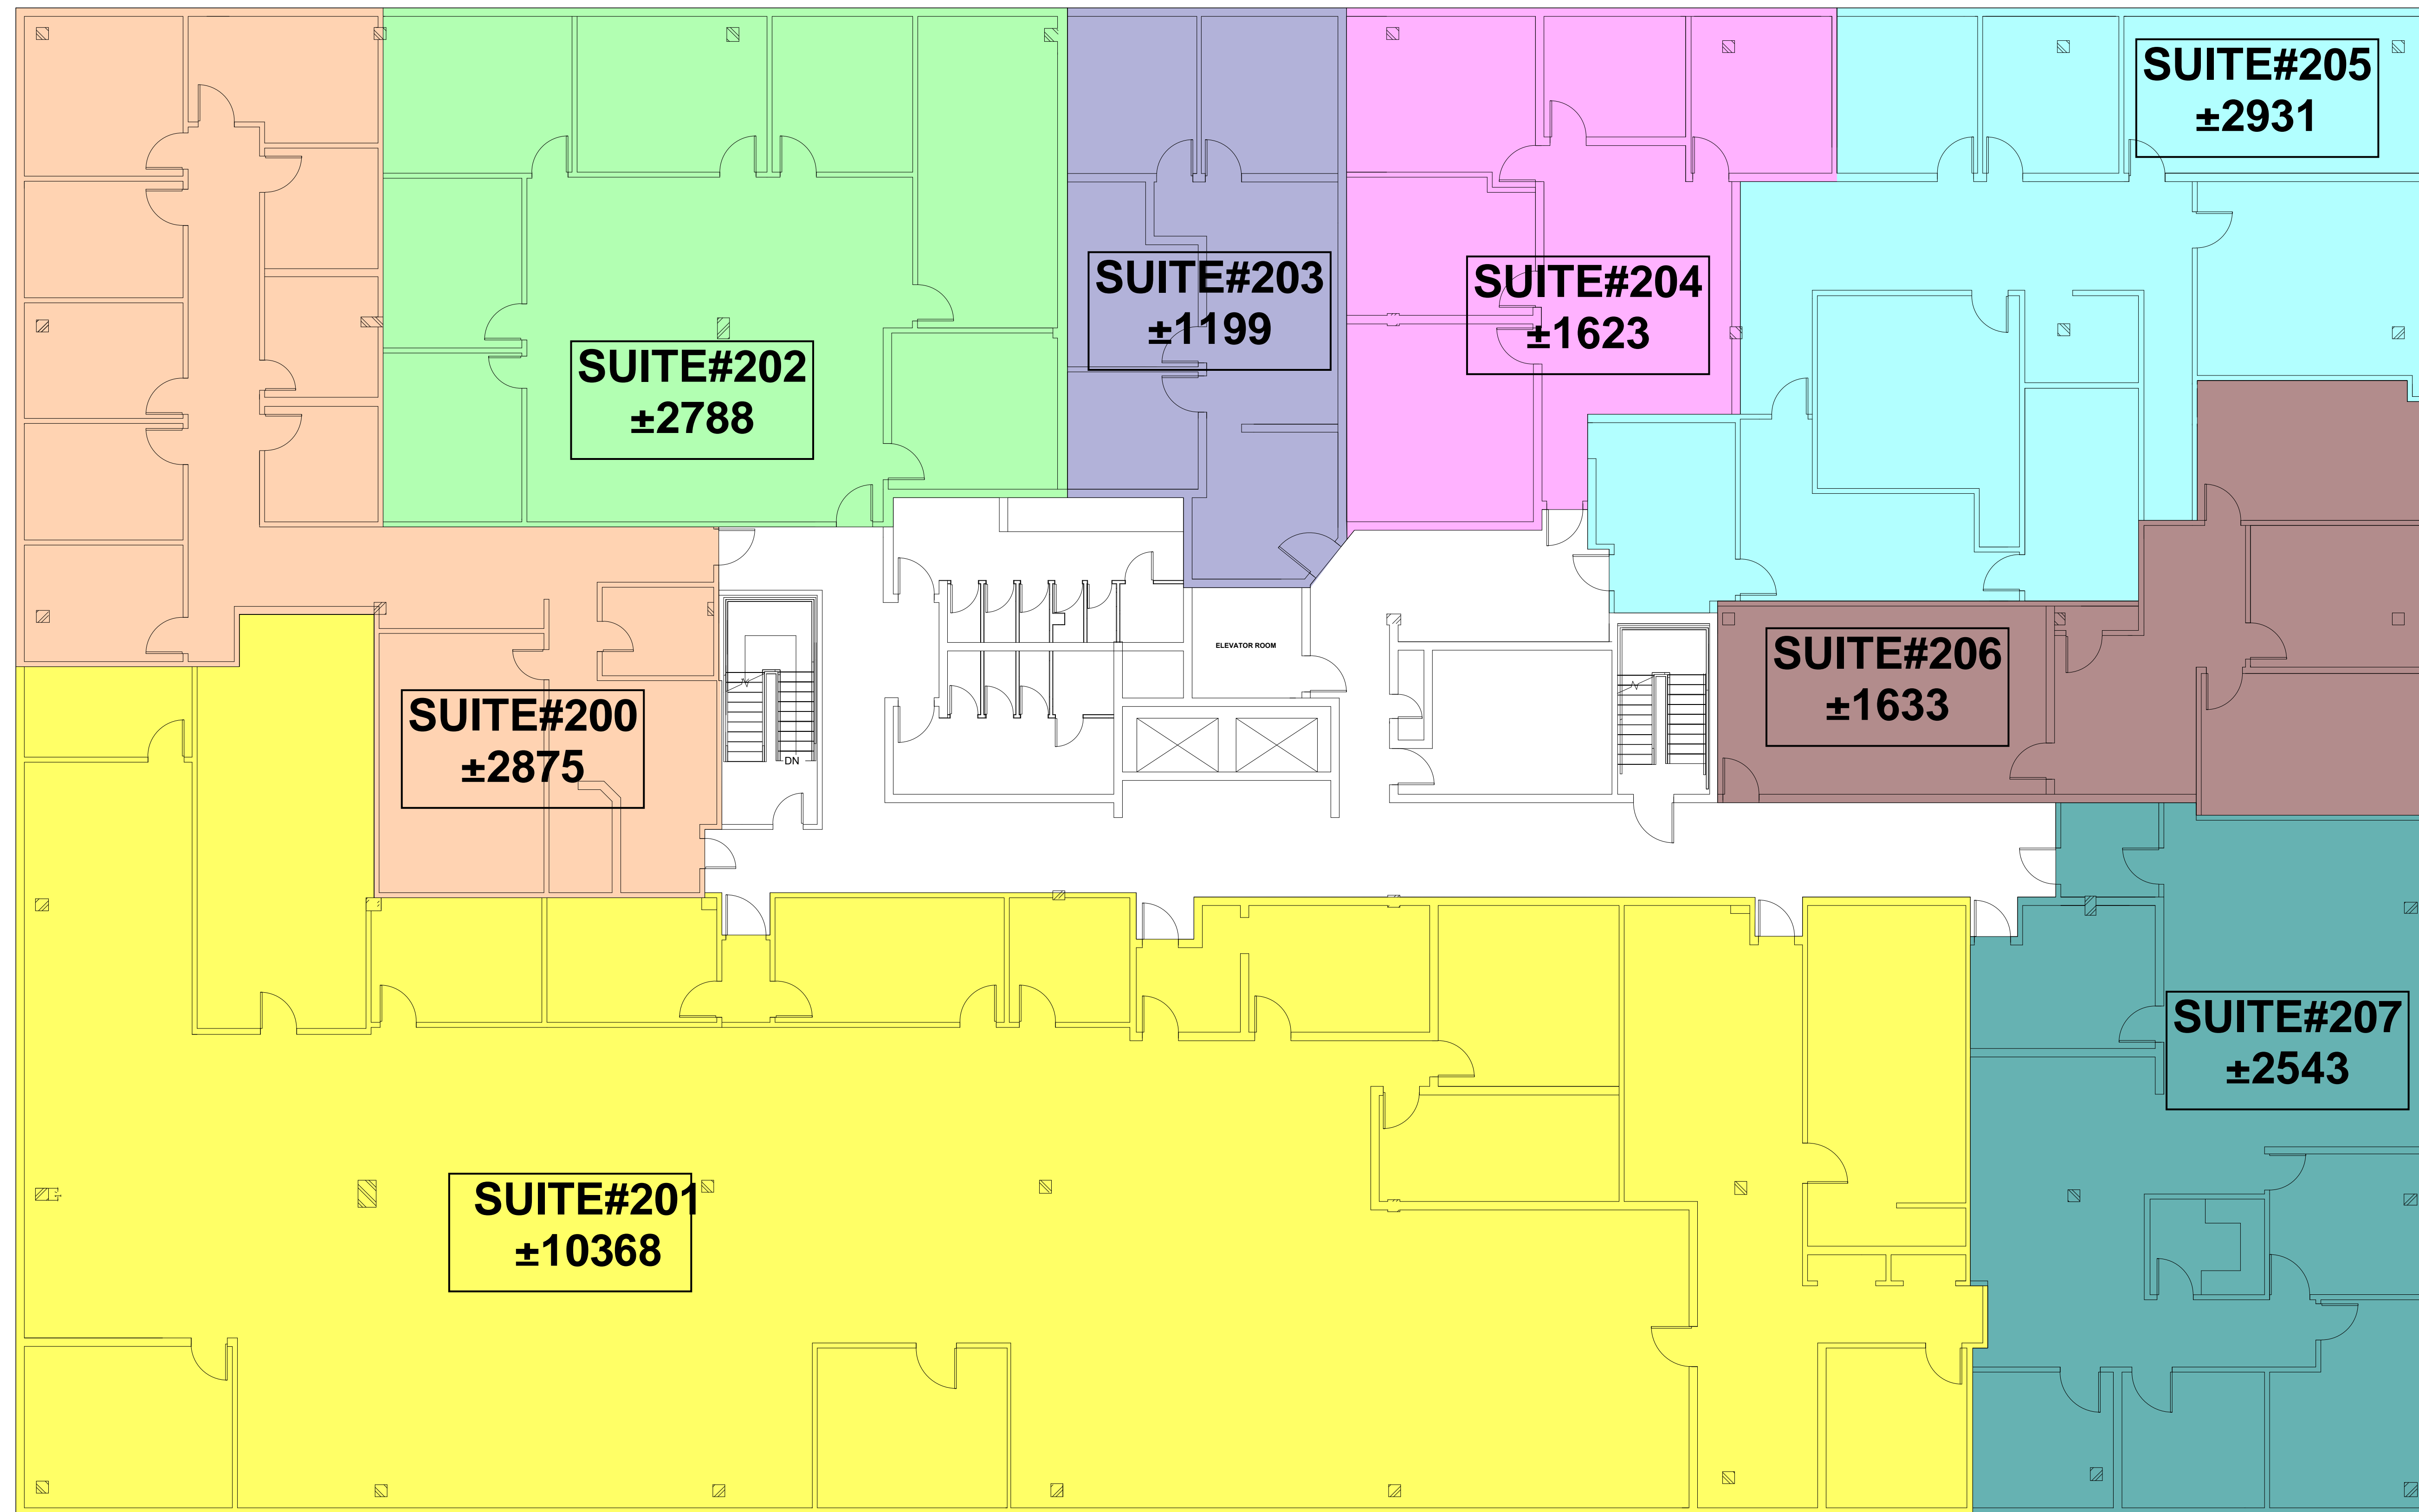 SUITE#205
±2931
SUITE#203
±1199
SUITE#204
±1623
SUITE#202
±2788
SUITE#206
±1633
ELEVATOR ROOM
SUITE#200
±2875
DN
SUITE#207
±2543
SUITE#201
±10368